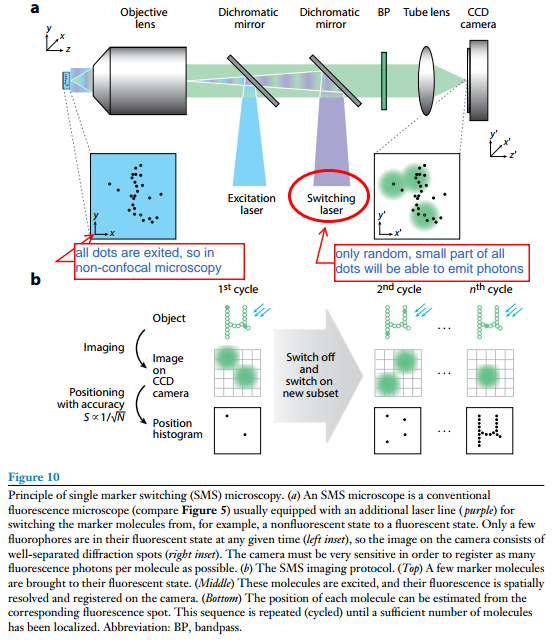 a
y
x
z
Objective
lens
Dichromatic
mirror
Dichromatic
mirror
BP
Tube lens
CCD
camera
y'
x'
z'
y
x
Excitation
laser
Switching
laser
y'
x'
all dots are exited, so in
non-confocal microscopy
only random, small part of all
dots will be able to emit photons
b
1st cycle
2nd cycle
nth cycle
Object
...
Imaging
Image
on
CCD
camera
Switch off
and
switch on
new subset
...
Positioning
with accuracy
S ∝ 1/√N
Position
histogram
...
Figure 10
Principle of single marker switching (SMS) microscopy. (a) An SMS microscope is a conventional
fluorescence microscope (compare Figure 5) usually equipped with an additional laser line (purple) for
switching the marker molecules from, for example, a nonfluorescent state to a fluorescent state. Only a few
fluorophores are in their fluorescent state at any given time (left inset), so the image on the camera consists of
well-separated diffraction spots (right inset). The camera must be very sensitive in order to register as many
fluorescence photons per molecule as possible. (b) The SMS imaging protocol. (Top) A few marker molecules
are brought to their fluorescent state. (Middle) These molecules are excited, and their fluorescence is spatially
resolved and registered on the camera. (Bottom) The position of each molecule can be estimated from the
corresponding fluorescence spot. This sequence is repeated (cycled) until a sufficient number of molecules
has been localized. Abbreviation: BP, bandpass.